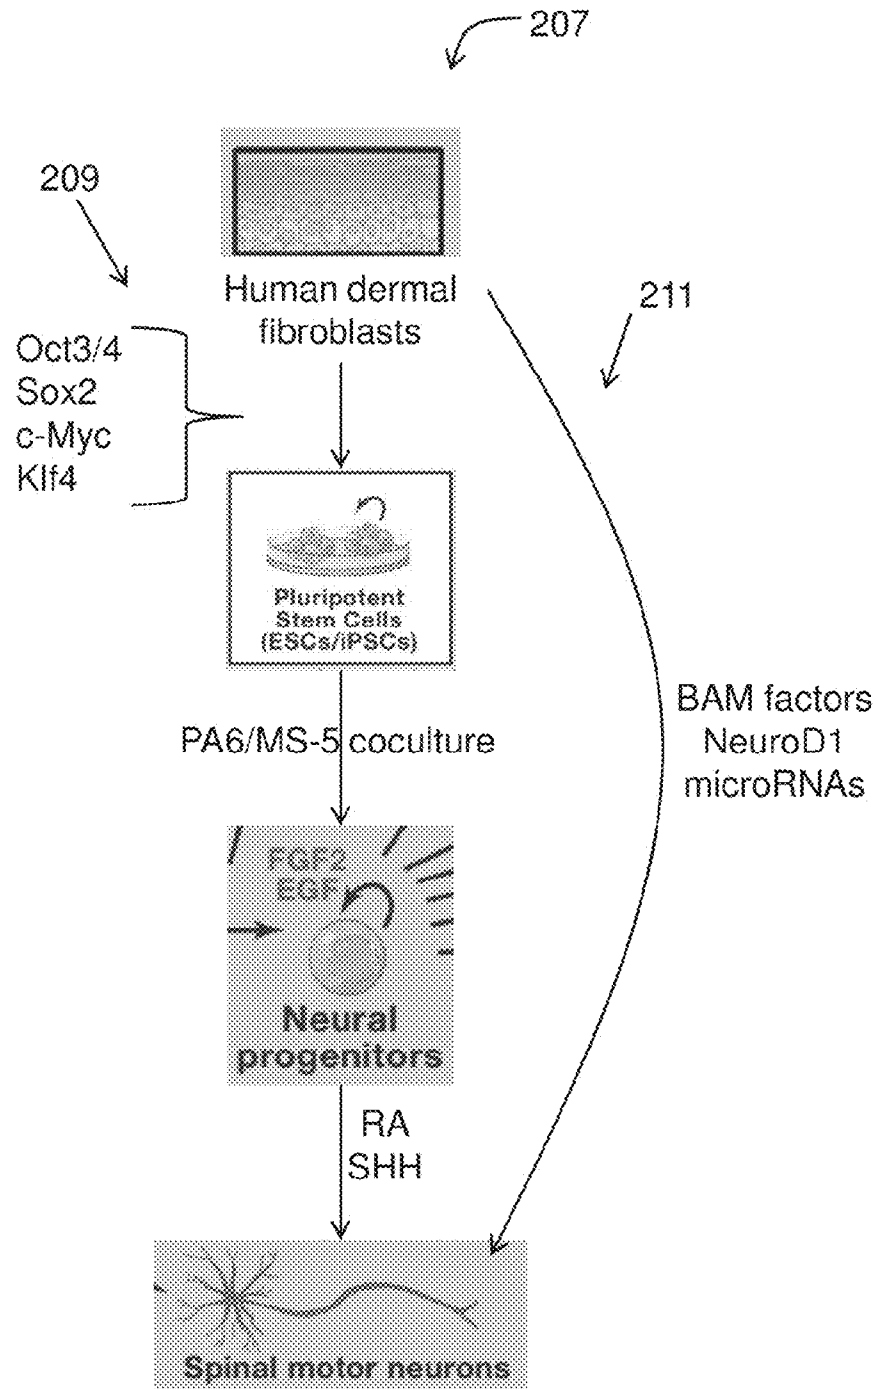 207
209
Human dermal
fibroblasts
211
Oct3/4
Sox2
c-Myc
Klf4
Pluripotent
Stem Cells
(ESCs/iPSCs)
BAM factors
NeuroD1
microRNAs
PA6/MS-5 coculture
FGF2
EGF
Neural
progenitors
RA
SHH
Spinal motor neurons